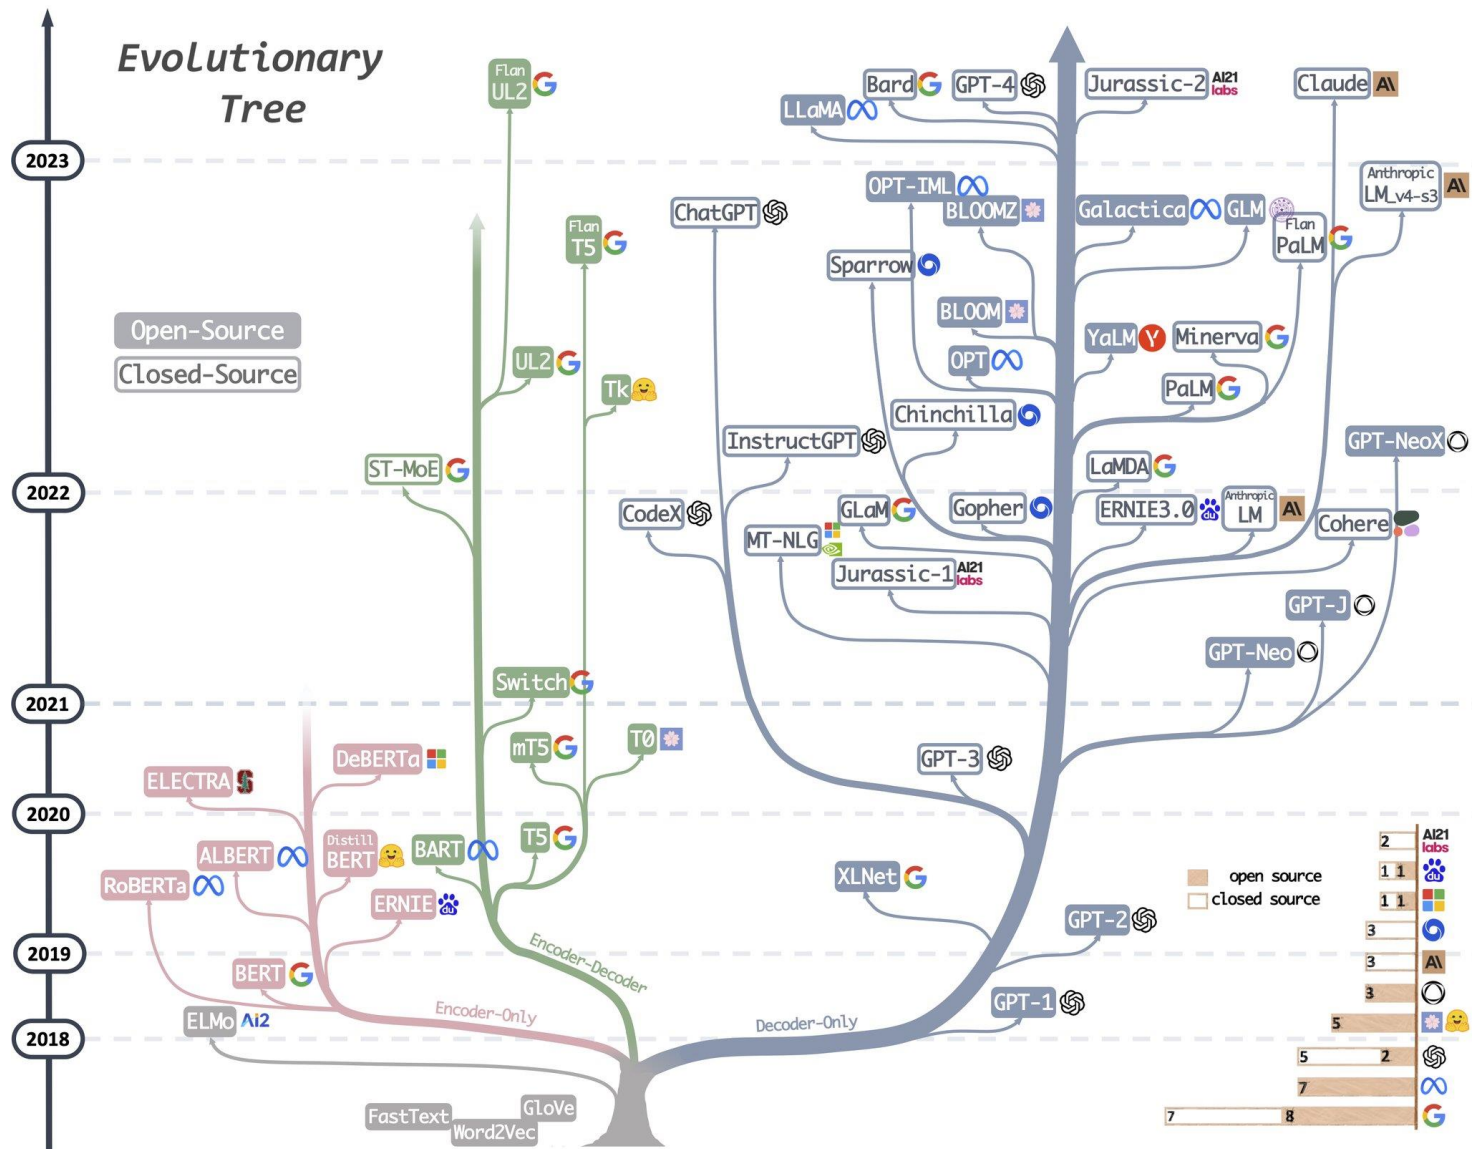 Evolutionary
Tree
2023
2022
2021
2020
2019
2018
Open-Source
Closed-Source
Flan
UL2
Flan
T5
UL2
Tk
ST-MoE
Switch
mT5
T0
T5
BART
Encoder-Decoder
DeBERTa
ELECTRA
ALBERT
Distill
BERT
RoBERTa
ERNIE
du
BERT
Encoder-Only
ELMo
Ai2
FastText
GloVe
Word2Vec
Bard
GPT-4
Jurassic-2
AI21
labs
Claude
A\
LLaMA
OPT-IML
BLOOMZ
Galactica
GLM
Flan
PaLM
Anthropic
LM_v4-s3
A\
ChatGPT
Sparrow
BLOOM
YaLM
Y
Minerva
OPT
PaLM
Chinchilla
InstructGPT
GPT-NeoX
LaMDA
CodeX
GLaM
Gopher
ERNIE3.0
du
Anthropic
LM
A\
Cohere
MT-NLG
Jurassic-1
AI21
labs
GPT-J
GPT-Neo
GPT-3
XLNet
GPT-2
GPT-1
Decoder-Only
open source
closed source
2
AI21
labs
1 1
du
1 1
3
3
A\
3
5
5 2
7
7 8